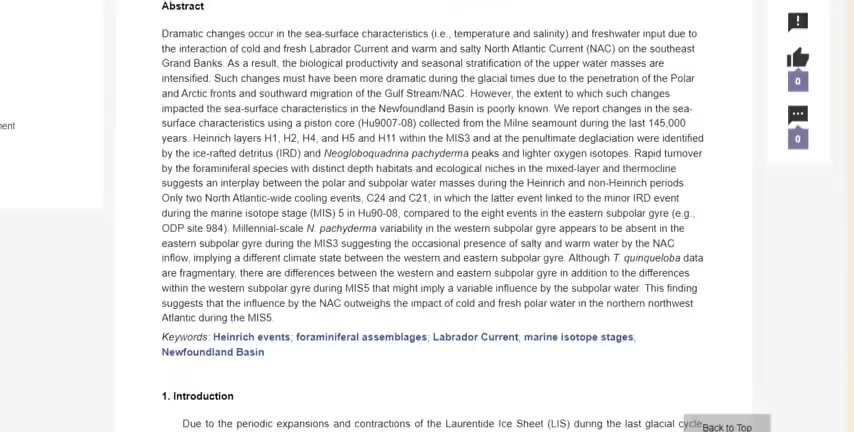 Abstract
Dramatic changes occur in the sea-surface characteristics (i.e., temperature and salinity) and freshwater input due to
the interaction of cold and fresh Labrador Current and warm and salty North Atlantic Current (NAC) on the southeast
Grand Banks. As a result, the biological productivity and seasonal stratification of the upper water masses are
intensified. Such changes must have been more dramatic during the glacial times due to the penetration of the Polar
and Arctic fronts and southward migration of the Gulf Stream/NAC. However, the extent to which such changes
impacted the sea-surface characteristics in the Newfoundland Basin is poorly known. We report changes in the sea-
surface characteristics using a piston core (Hu9007-08) collected from the Milne seamount during the last 145,000
years. Heinrich layers H1, H2, H4, and H5 and H11 within the MIS3 and at the penultimate deglaciation were identified
by the ice-rafted detritus (IRD) and Neogloboquadrina pachyderma peaks and lighter oxygen isotopes. Rapid turnover
by the foraminiferal species with distinct depth habitats and ecological niches in the mixed-layer and thermocline
suggests an interplay between the polar and subpolar water masses during the Heinrich and non-Heinrich periods.
Only two North Atlantic-wide cooling events, C24 and C21, in which the latter event linked to the minor IRD event
during the marine isotope stage (MIS) 5 in Hu90-08, compared to the eight events in the eastern subpolar gyre (e.g.,
ODP site 984). Millennial-scale N. pachyderma variability in the western subpolar gyre appears to be absent in the
eastern subpolar gyre during the MIS3 suggesting the occasional presence of salty and warm water by the NAC
inflow, implying a different climate state between the western and eastern subpolar gyre. Although T. quinqueloba data
are fragmentary, there are differences between the western and eastern subpolar gyre in addition to the differences
within the western subpolar gyre during MIS5 that might imply a variable influence by the subpolar water. This finding
suggests that the influence by the NAC outweighs the impact of cold and fresh polar water in the northern northwest
Atlantic during the MIS5.
Keywords: Heinrich events; foraminiferal assemblages; Labrador Current; marine isotope stages;
Newfoundland Basin
1. Introduction
Due to the periodic expansions and contractions of the Laurentide Ice Sheet (LIS) during the last glacial cycle
ent
0
0
Back to Top